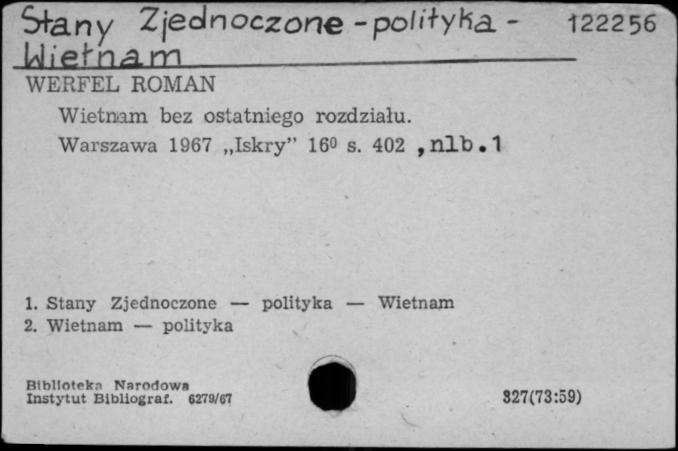 Stany Zjednoczone - polityka - 122256
Wietnam
WERFEL ROMAN
Wietnam bez ostatniego rozdziału.
Warszawa 1967 „Iskry” 16⁰ s. 402 , nlb. 1
1. Stany Zjednoczone — polityka — Wietnam
2. Wietnam — polityka
Biblioteka Narodowa
Instytut Bibliograf. 6279/67
327(73:59)